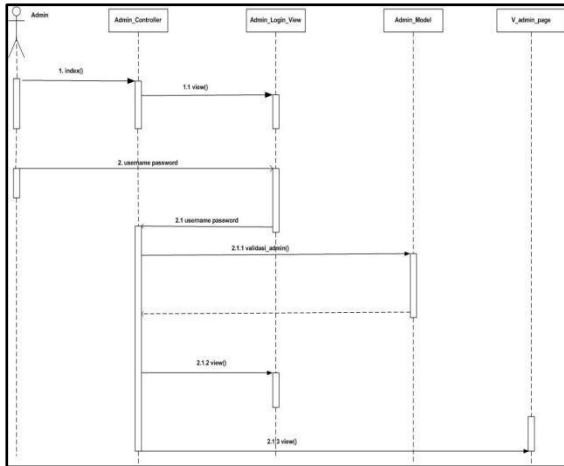 Admin
Admin_Controller
Admin_Login_View
Admin_Model
V_admin_page
1. index()
1.1 view()
2. username password
2.1 username password
2.1.1 validasi_admin()
2.1.2 view()
2.1.3 view()